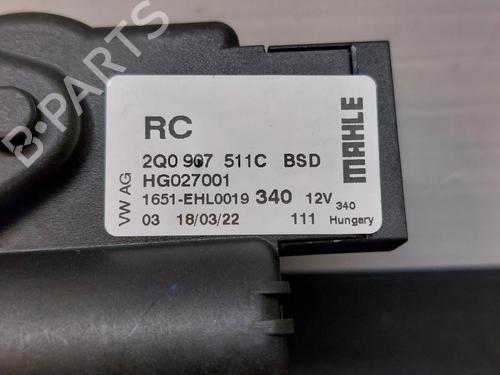 B-PARTS
RC
2Q0 907 511C BSD
HG027001
1651-EHL0019 340 12V 340
03 18/03/22 111 Hungary
VW AG
MAHLE